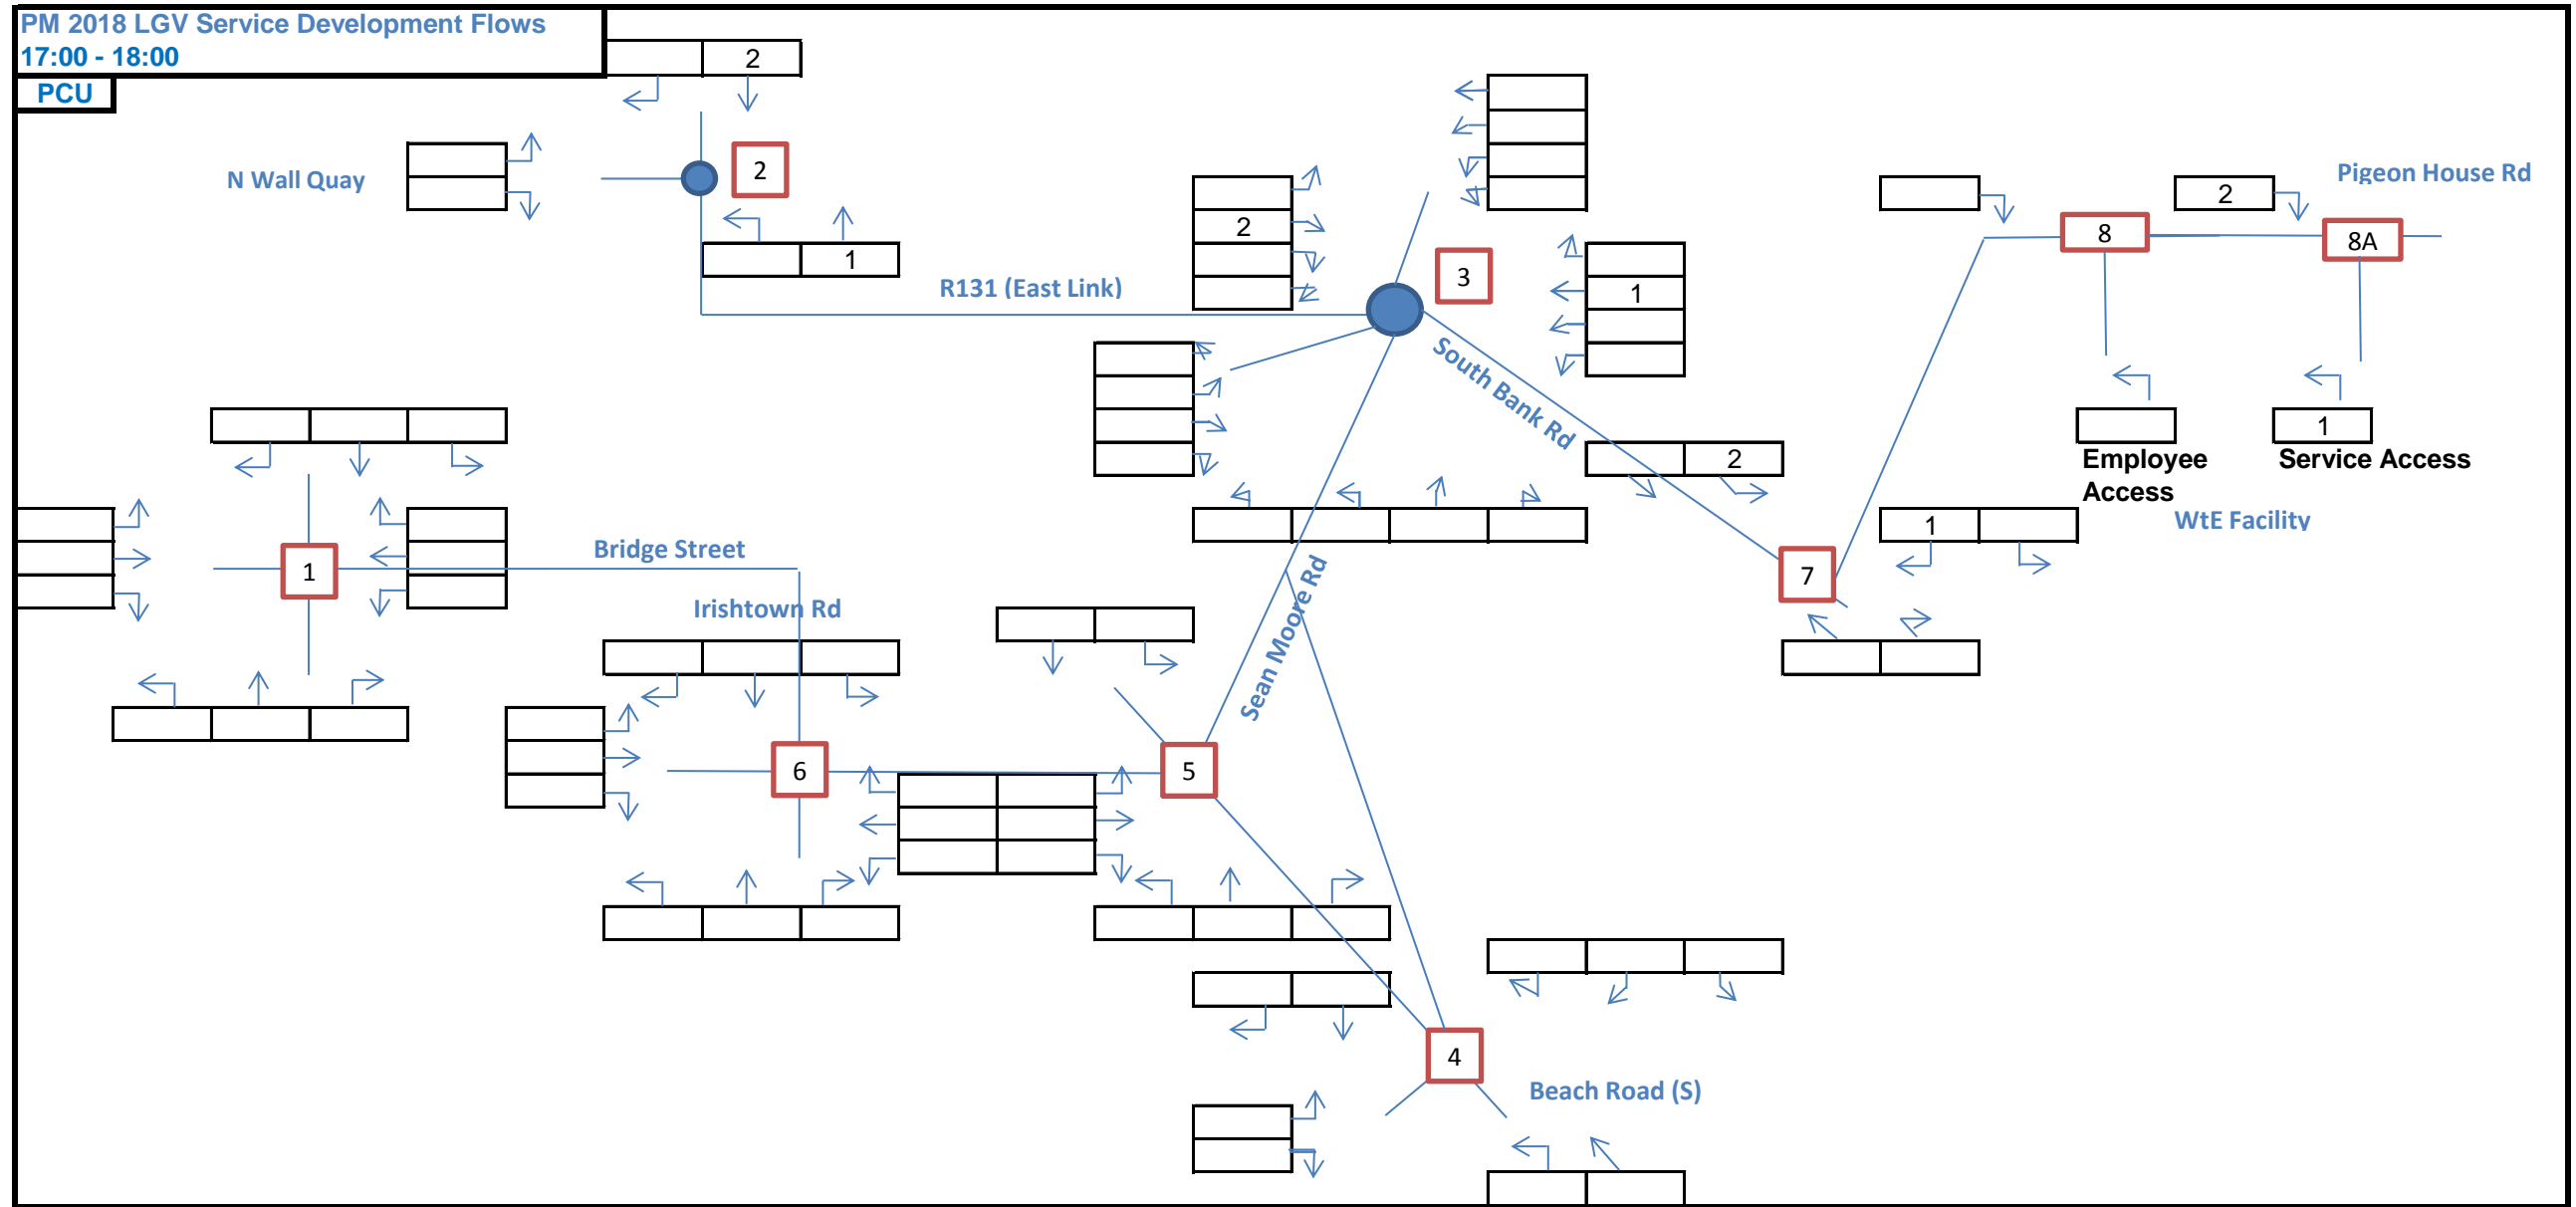 PM 2018 LGV Service Development Flows
17:00 - 18:00
PCU
2
N Wall Quay
2
1
R131 (East Link)
2
3
1
South Bank Rd
2
Pigeon House Rd
8
8A
Employee
Access
1
Service Access
WtE Facility
1
7
1
Bridge Street
Irishtown Rd
Sean Moore Rd
6
5
4
Beach Road (S)
2